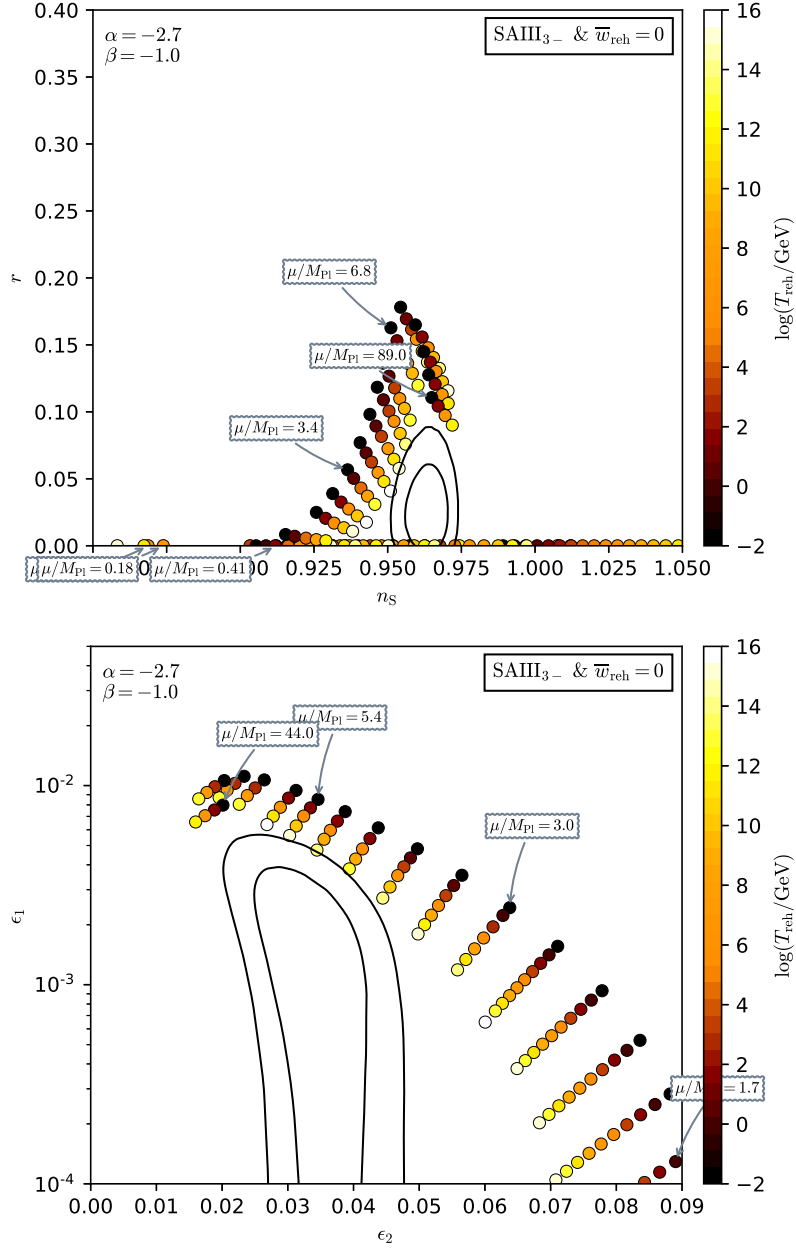 0.40
0.35
0.30
0.25
0.20
0.15
0.10
0.05
0.00
r
α = −2.7
β = −1.0
SAIII3− & w̅reh = 0
μ/MPl = 6.8
μ/MPl = 89.0
μ/MPl = 3.4
μ/MPl = 0.18
μ/MPl = 0.41
0.925 0.950 0.975 1.000 1.025 1.050
nS
16
14
12
10
8
6
4
2
0
−2
log(Treh/GeV)
10-2
10-3
10-4
ϵ1
α = −2.7
β = −1.0
SAIII3− & w̅reh = 0
μ/MPl = 5.4
μ/MPl = 44.0
μ/MPl = 3.0
= 1.7
0.00 0.01 0.02 0.03 0.04 0.05 0.06 0.07 0.08 0.09
ϵ2
16
14
12
10
8
6
4
2
0
−2
log(Treh/GeV)